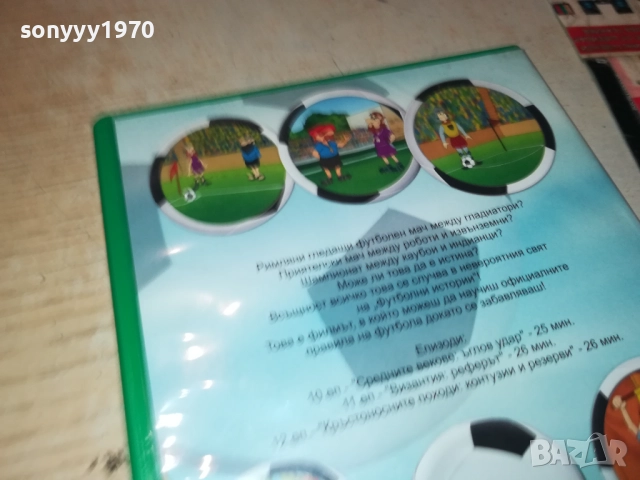 sonyyy1970
Римляни гледащи футболен мач между гладиатори?
Приятелски мач между роботи и извънземни?
Шампионат между каубои и индианци?
Може ли това да е истина?
Всъщност всичко това се случва в невероятния свят
на „Футболни истории"
Това е филмът, в който можеш да научиш официалните
правила на футбола докато се забавляваш!
Епизоди:
10 еп - "Средните векове: ъглов удар" - 25 мин.
11 еп - "Византия: реферът" - 26 мин.
12 еп -"Кръстоносните походи: контузии и резерви" - 26 мин.
BAZAR